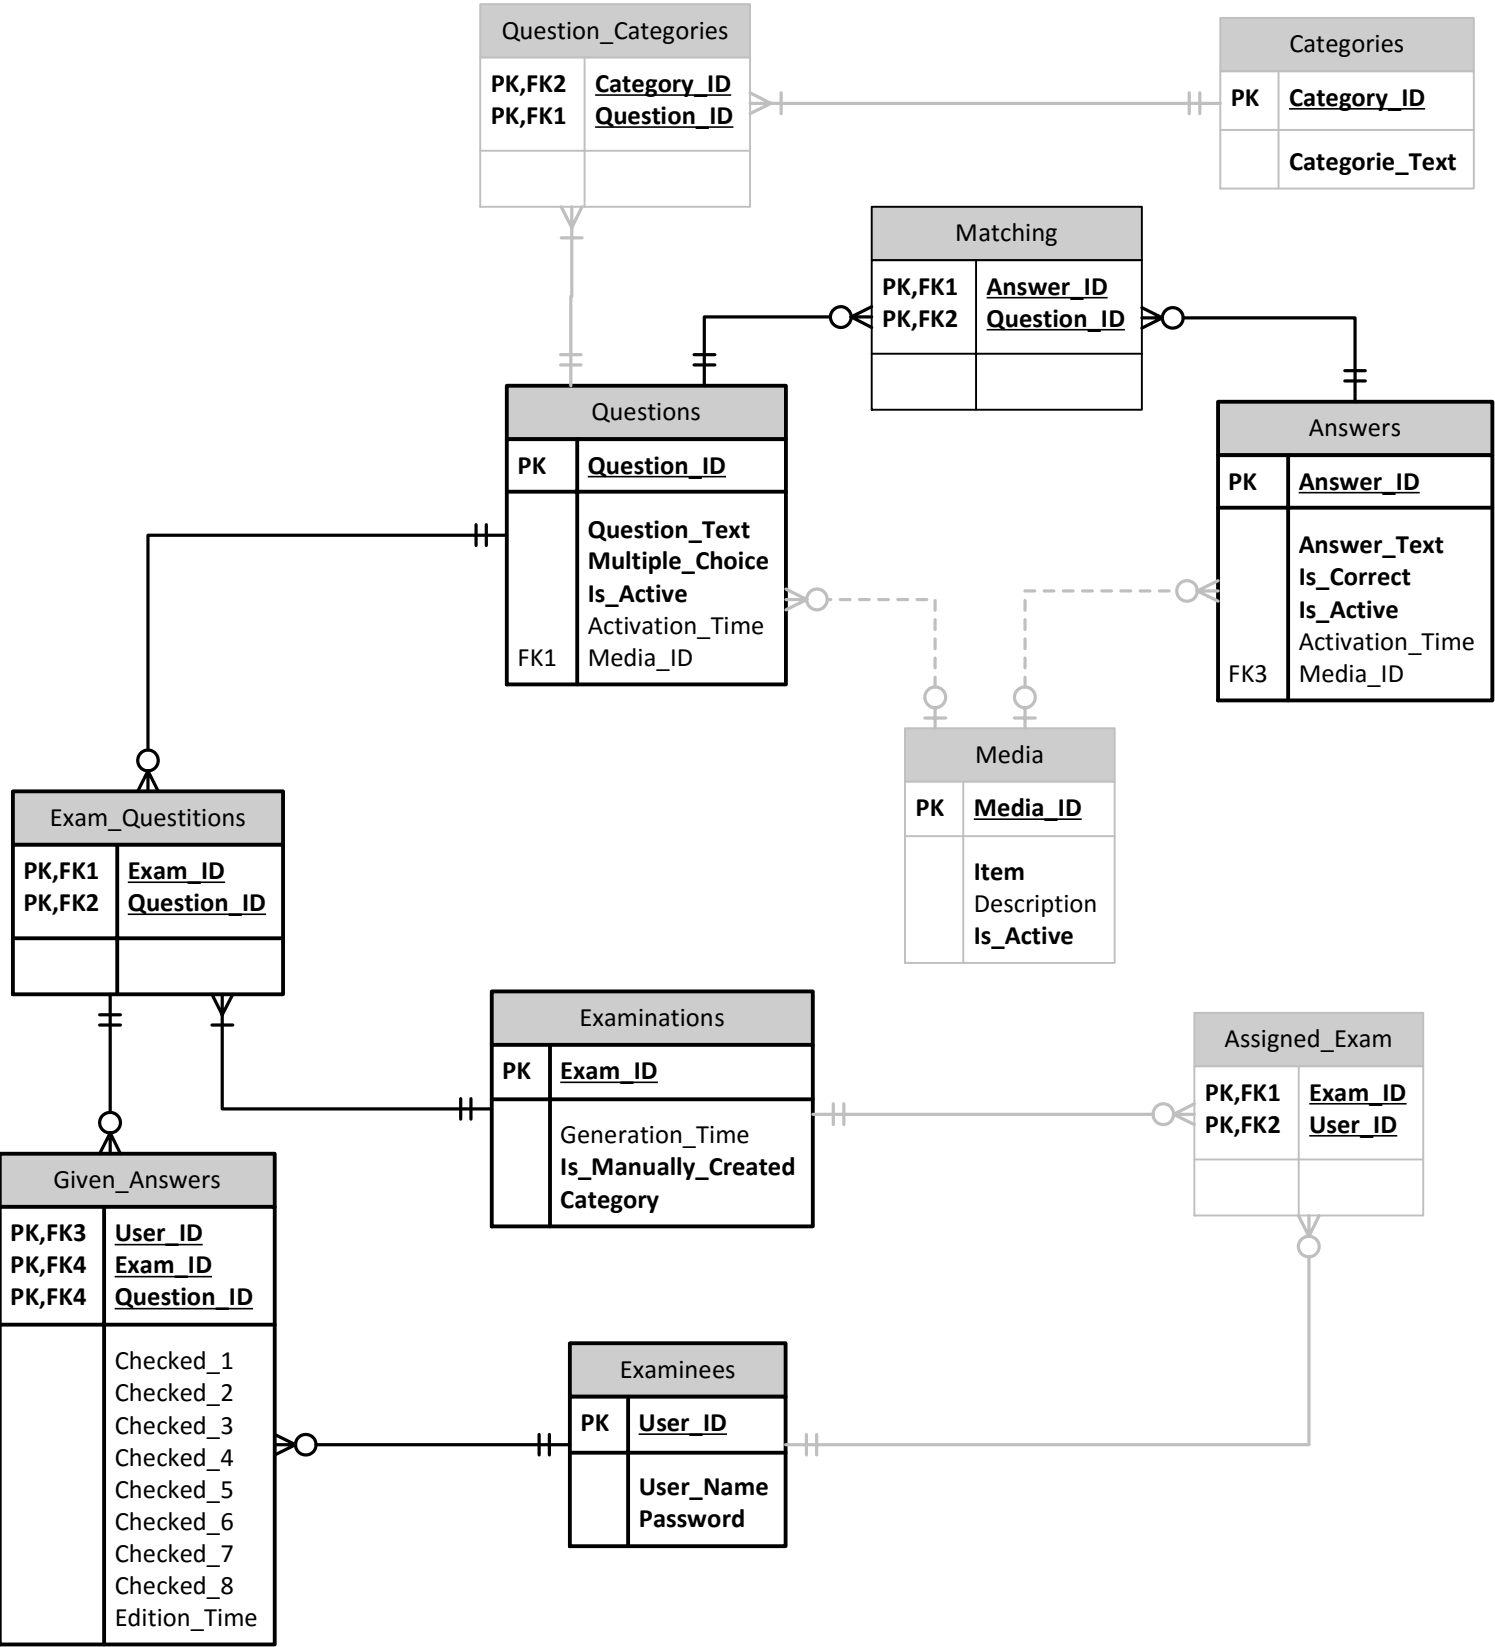 Question_Categories
PK,FK2 Category_ID
PK,FK1 Question_ID
Categories
PK Category_ID
Categorie_Text
Matching
PK,FK1 Answer_ID
PK,FK2 Question_ID
Questions
PK Question_ID
Question_Text
Multiple_Choice
Is_Active
Activation_Time
FK1 Media_ID
Answers
PK Answer_ID
Answer_Text
Is_Correct
Is_Active
Activation_Time
FK3 Media_ID
Media
PK Media_ID
Item
Description
Is_Active
Exam_Questitions
PK,FK1 Exam_ID
PK,FK2 Question_ID
Examinations
PK Exam_ID
Generation_Time
Is_Manually_Created
Category
Assigned_Exam
PK,FK1 Exam_ID
PK,FK2 User_ID
Given_Answers
PK,FK3 User_ID
PK,FK4 Exam_ID
PK,FK4 Question_ID
Checked_1
Checked_2
Checked_3
Checked_4
Checked_5
Checked_6
Checked_7
Checked_8
Edition_Time
Examinees
PK User_ID
User_Name
Password